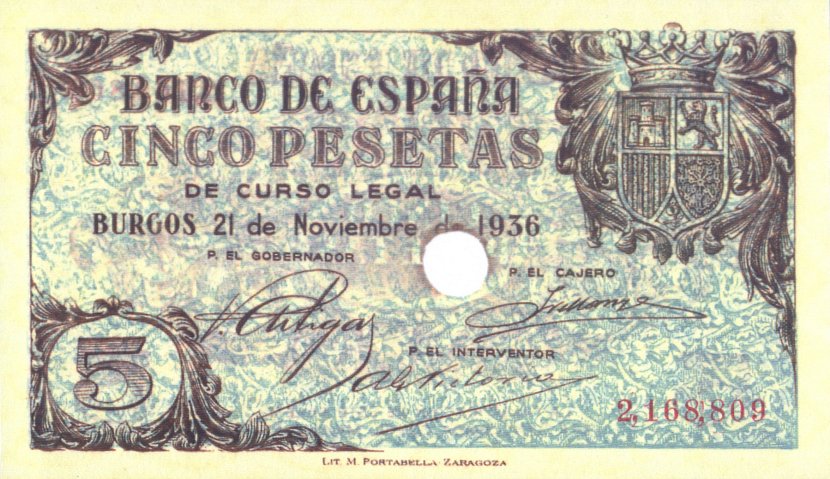 BANCO DE ESPAÑA
CINCO PESETAS
DE CURSO LEGAL
BURGOS 21 de Noviembre de 1936
P. EL GOBERNADOR
P. EL CAJERO
P. EL INTERVENTOR
5
2,168,809
LIT. M. PORTABELLA-ZARAGOZA